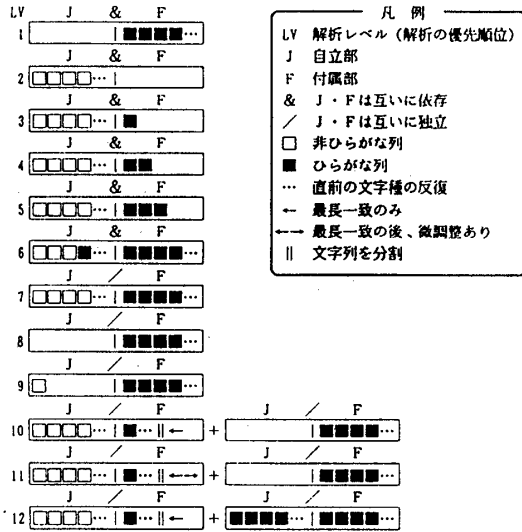 LV J & F
1 | ■■■■…
J & F
2 □□□□… |
J & F
3 □□□□… | ■
J & F
4 □□□□… | ■■
J & F
5 □□□□… | ■■■
J & F
6 □□□■… | ■■■■…
J / F
7 □□□□… | ■■■■…
J / F
8 | ■■■■…
J / F
9 □ | ■■■■…
J / F J / F
10 □□□□… | ■… || ← + | ■■■■…
J / F J / F
11 □□□□… | ■… || ←→ + | ■■■■…
J / F J / F
12 □□□□… | ■… || ← + ■■■■… | ■■■■…
凡 例
LV 解析レベル(解析の優先順位)
J 自立部
F 付属部
& J・Fは互いに依存
/ J・Fは互いに独立
□ 非ひらがな列
■ ひらがな列
… 直前の文字種の反復
← 最長一致のみ
←→ 最長一致の後、微調整あり
|| 文字列を分割